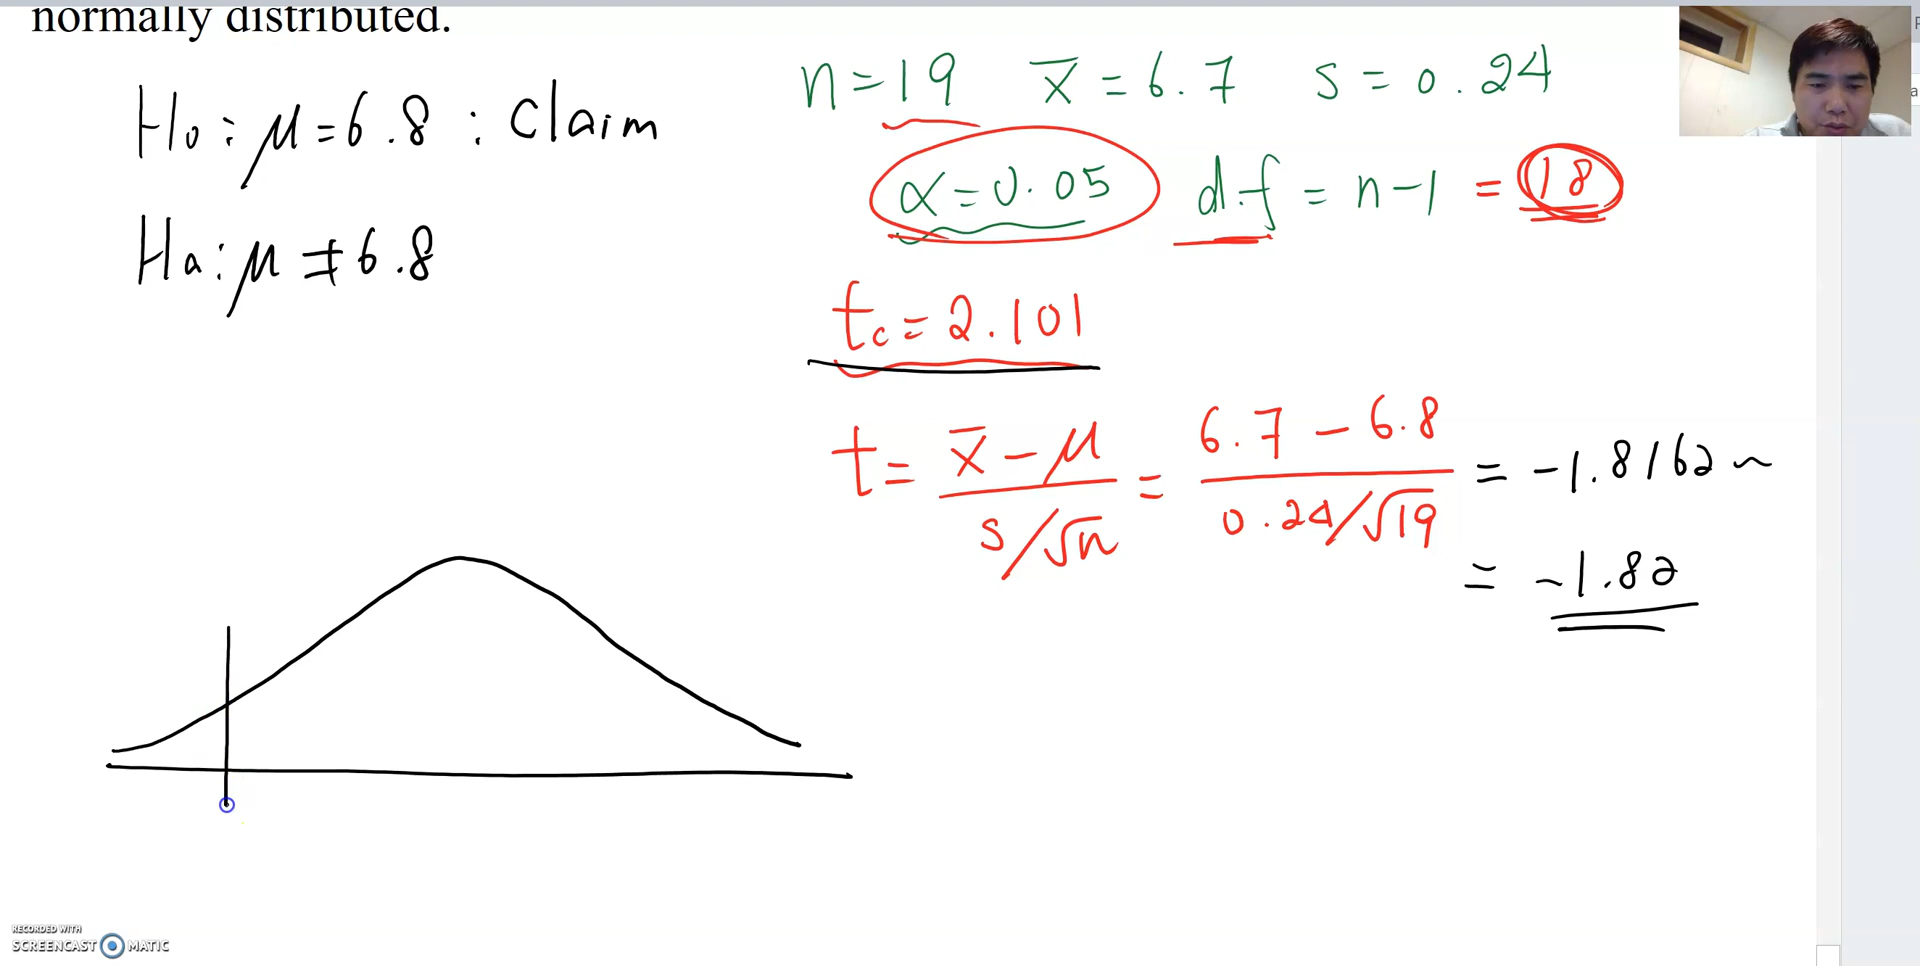 normally distributed.
H₀ : μ = 6.8 : Claim
Ha : μ ≠ 6.8
n = 19 x̄ = 6.7 s = 0.24
α = 0.05 d.f = n - 1 = 18
tc = 2.101
t = (x̄ - μ) / (s/√n) = (6.7 - 6.8) / (0.24/√19) = -1.8162~
= -1.82
RECORDED WITH
SCREENCAST MATIC